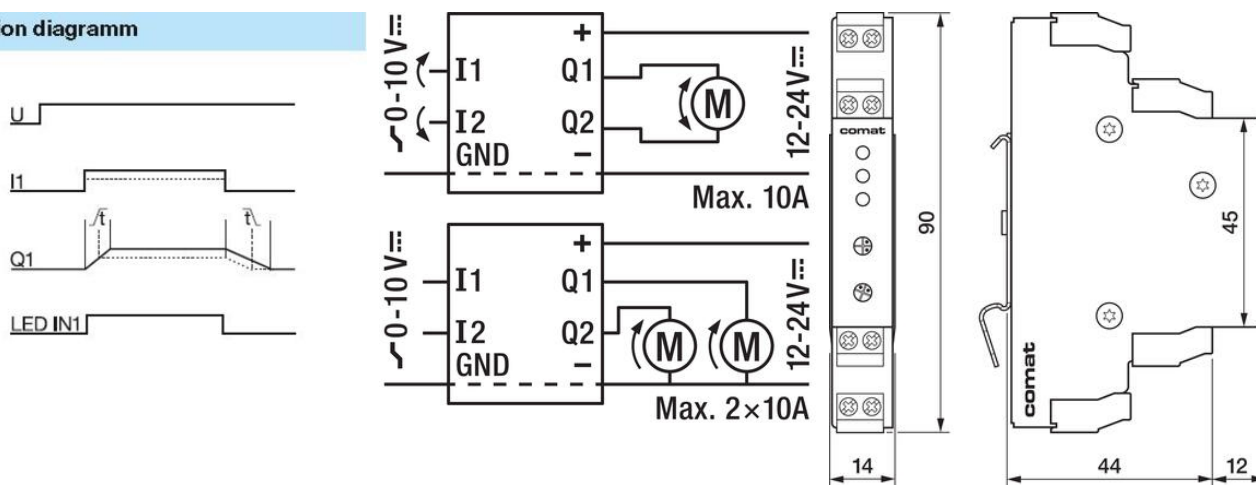 ion diagramm
U
I1
t
t
Q1
LED IN1
0-10 V
I1
I2
GND
+
Q1
Q2
−
M
12-24V
Max. 10A
0-10 V
I1
I2
GND
+
Q1
Q2
−
M
M
12-24V
Max. 2×10A
comat
90
14
comat
45
44
12